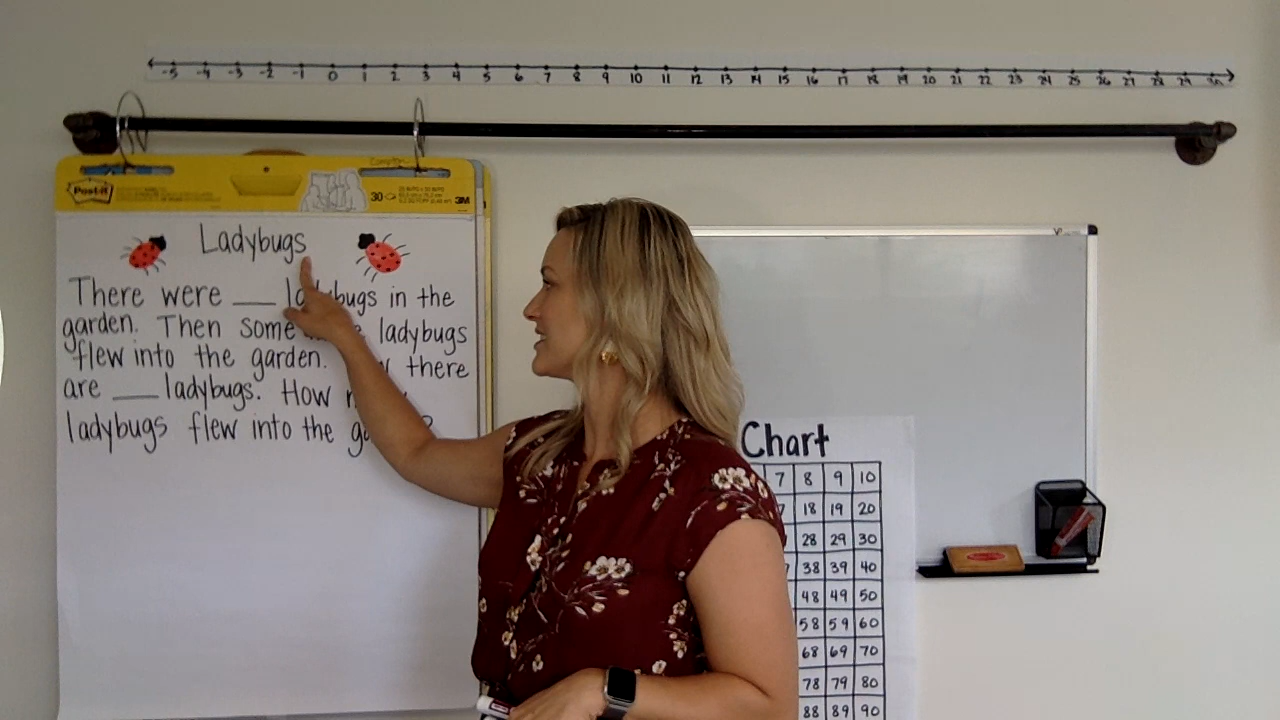 -5 -4 -3 -2 -1 0 1 2 3 4 5 6 7 8 9 10 11 12 13 14 15 16 17 18 19 20 21 22 23 24 25 26 27 28 29 30
Compton
Post-it
30
3M
Ladybugs
There were ___ ladybugs in the
garden. Then some ladybugs
flew into the garden. there
are ___ ladybugs. How
ladybugs flew into the ?
Chart
7 8 9 10
18 19 20
28 29 30
38 39 40
48 49 50
58 59 60
68 69 70
78 79 80
88 89 90